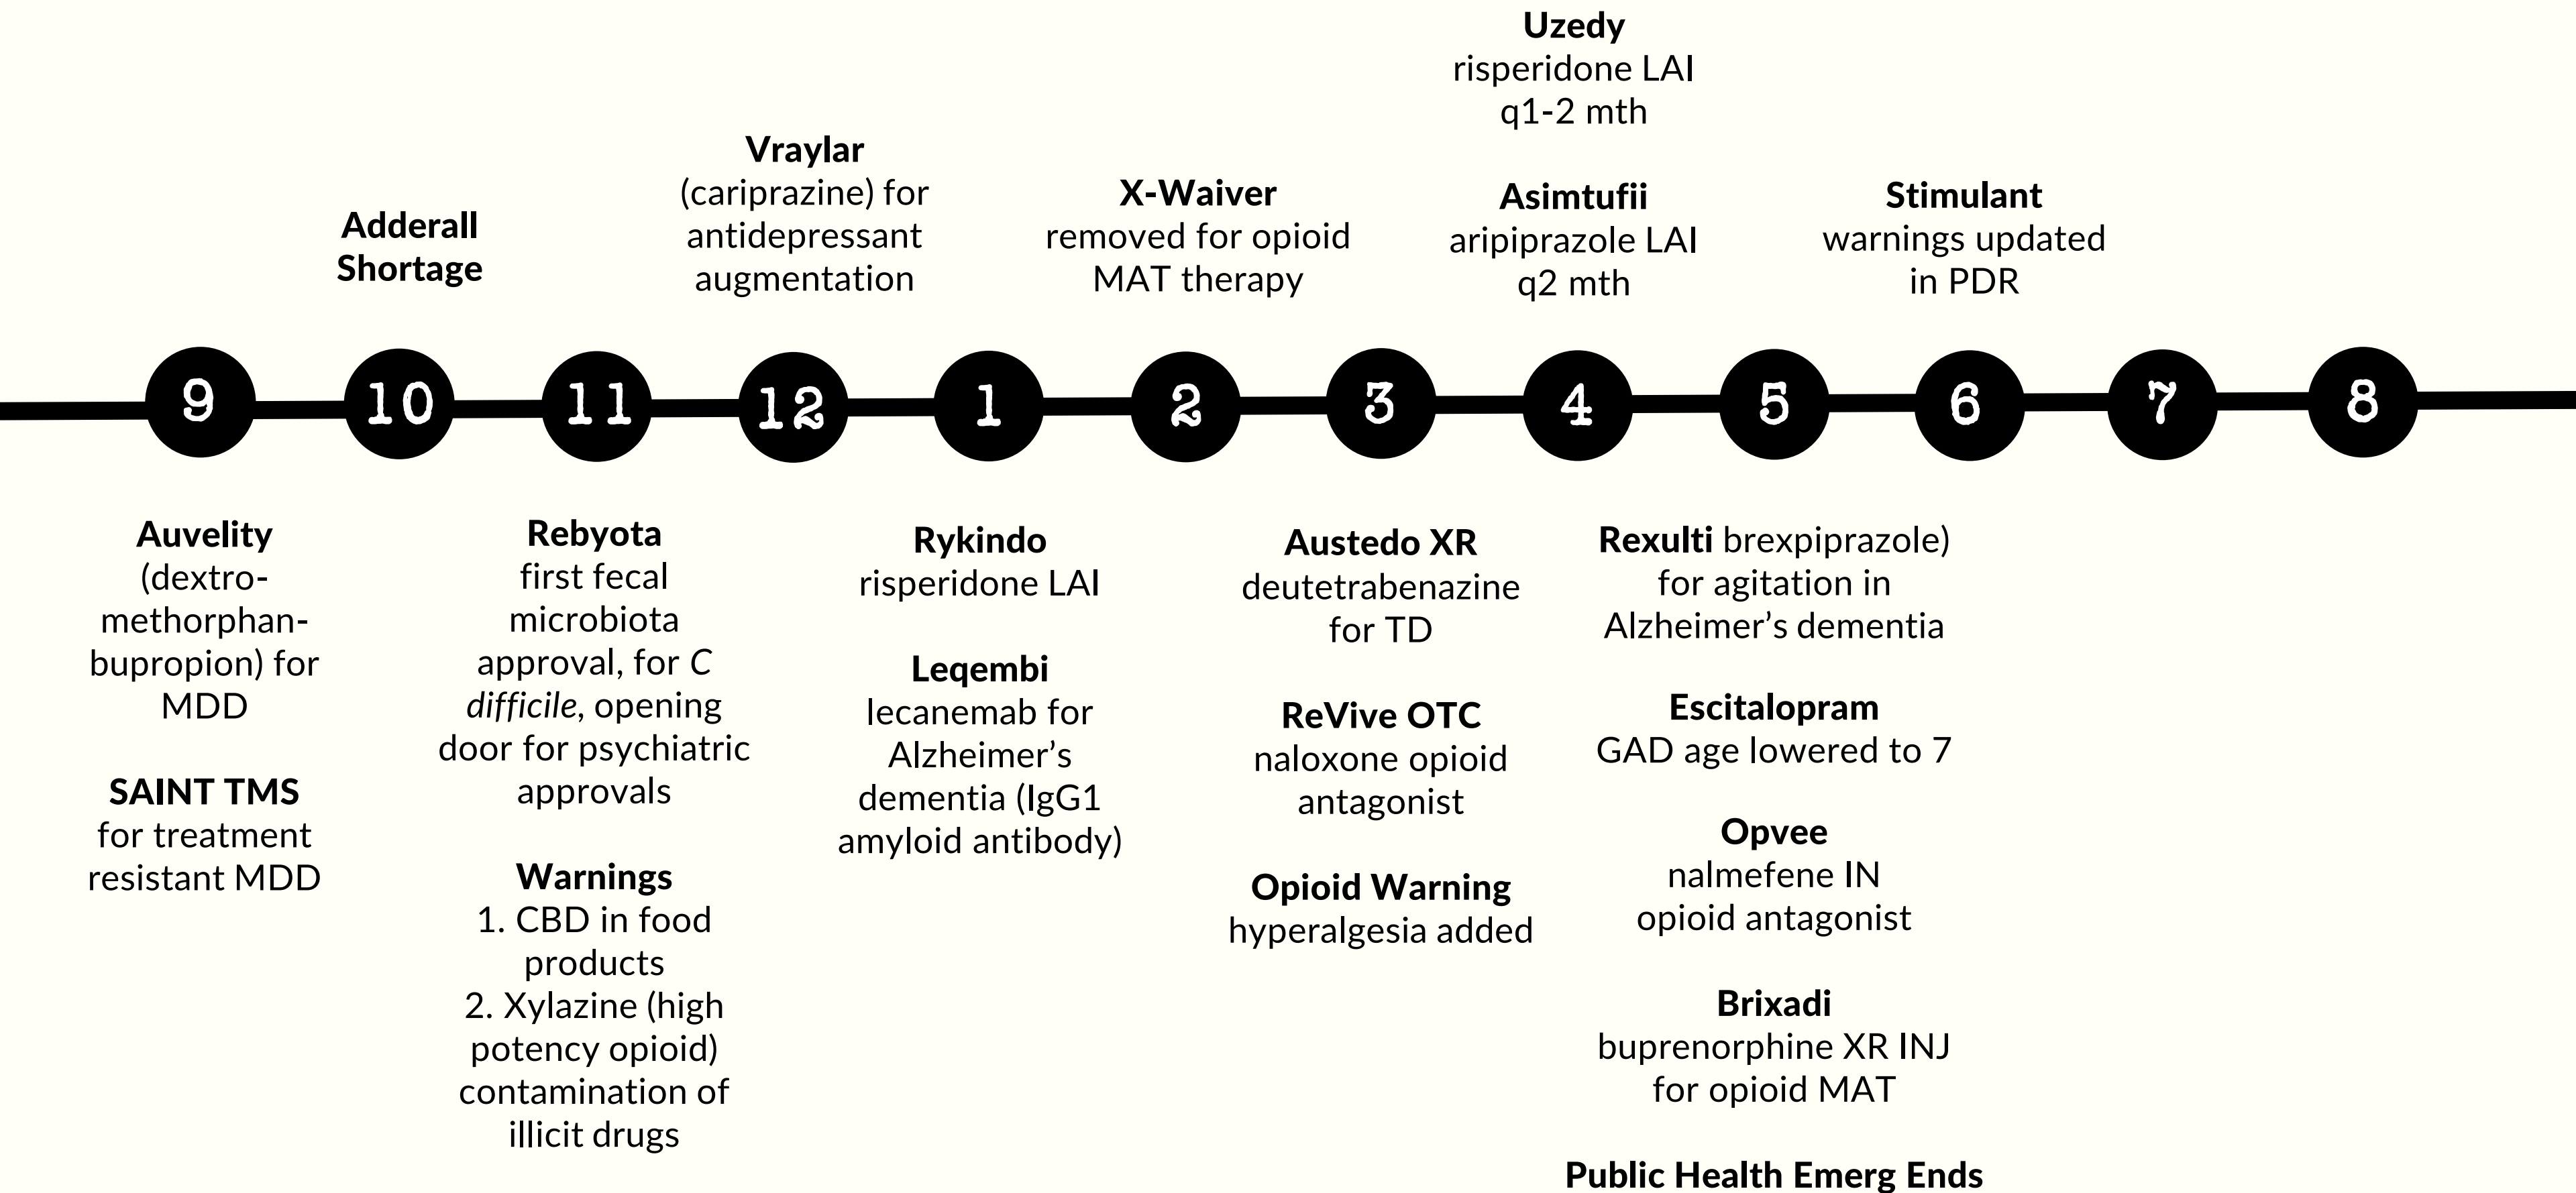 Uzedy
risperidone LAI
q1-2 mth
Adderall
Shortage
Vraylar
(cariprazine) for
antidepressant
augmentation
X-Waiver
removed for opioid
MAT therapy
Asimtufii
aripiprazole LAI
q2 mth
Stimulant
warnings updated
in PDR
9 10 11 12 1 2 3 4 5 6 7 8
Auvelity
(dextro-
methorphan-
bupropion) for
MDD
SAINT TMS
for treatment
resistant MDD
Rebyota
first fecal
microbiota
approval, for C
difficile, opening
door for psychiatric
approvals
Warnings
1. CBD in food
products
2. Xylazine (high
potency opioid)
contamination of
illicit drugs
Rykindo
risperidone LAI
Leqembi
lecanemab for
Alzheimer’s
dementia (IgG1
amyloid antibody)
Austedo XR
deutetrabenazine
for TD
ReVive OTC
naloxone opioid
antagonist
Opioid Warning
hyperalgesia added
Rexulti brexpiprazole)
for agitation in
Alzheimer’s dementia
Escitalopram
GAD age lowered to 7
Opvee
nalmefene IN
opioid antagonist
Brixadi
buprenorphine XR INJ
for opioid MAT
Public Health Emerg Ends